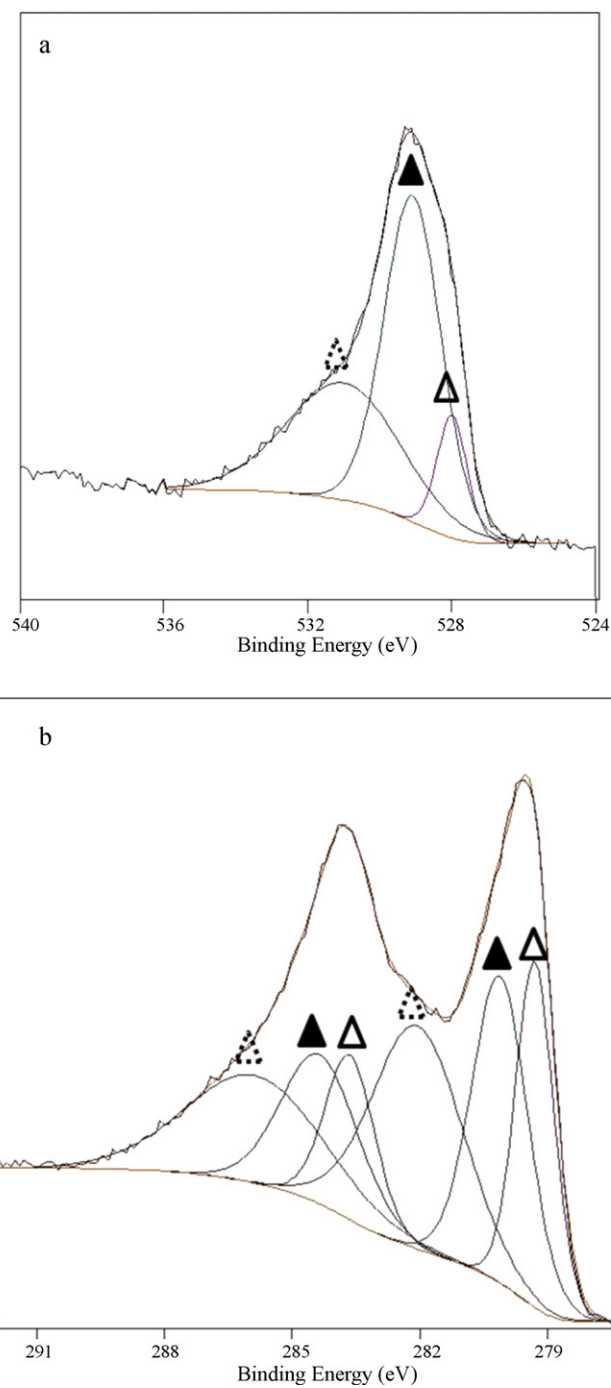 a
540 536 532 528 524
Binding Energy (eV)
b
291 288 285 282 279
Binding Energy (eV)